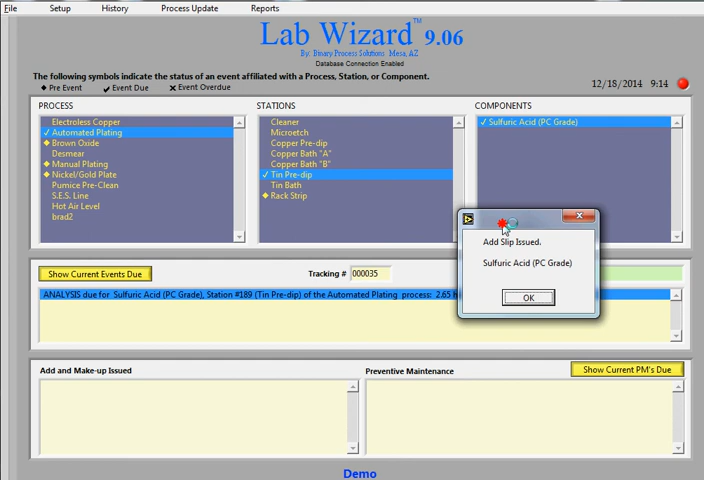 File Setup History Process Update Reports
Lab Wizard™ 9.06
By: Binary Process Solutions - Mesa, AZ
Database Connection Enabled
The following symbols indicate the status of an event affiliated with a Process, Station, or Component.
◆ Pre Event ✓ Event Due ✕ Event Overdue
12/18/2014 9:14
PROCESS
Electroless Copper
✓ Automated Plating
◆ Brown Oxide
Desmear
◆ Manual Plating
◆ Nickel/Gold Plate
Pumice Pre-Clean
S.E.S. Line
Hot Air Level
brad2
STATIONS
Cleaner
Microetch
Copper Pre-dip
Copper Bath "A"
Copper Bath "B"
✓ Tin Pre-dip
Tin Bath
◆ Rack Strip
COMPONENTS
✓ Sulfuric Acid (PC Grade)
Add Slip Issued.
Sulfuric Acid (PC Grade)
OK
Show Current Events Due
Tracking # 000035
ANALYSIS due for Sulfuric Acid (PC Grade), Station #189 (Tin Pre-dip) of the Automated Plating process: 2.65
Add and Make-up Issued
Preventive Maintenance
Show Current PM's Due
Demo